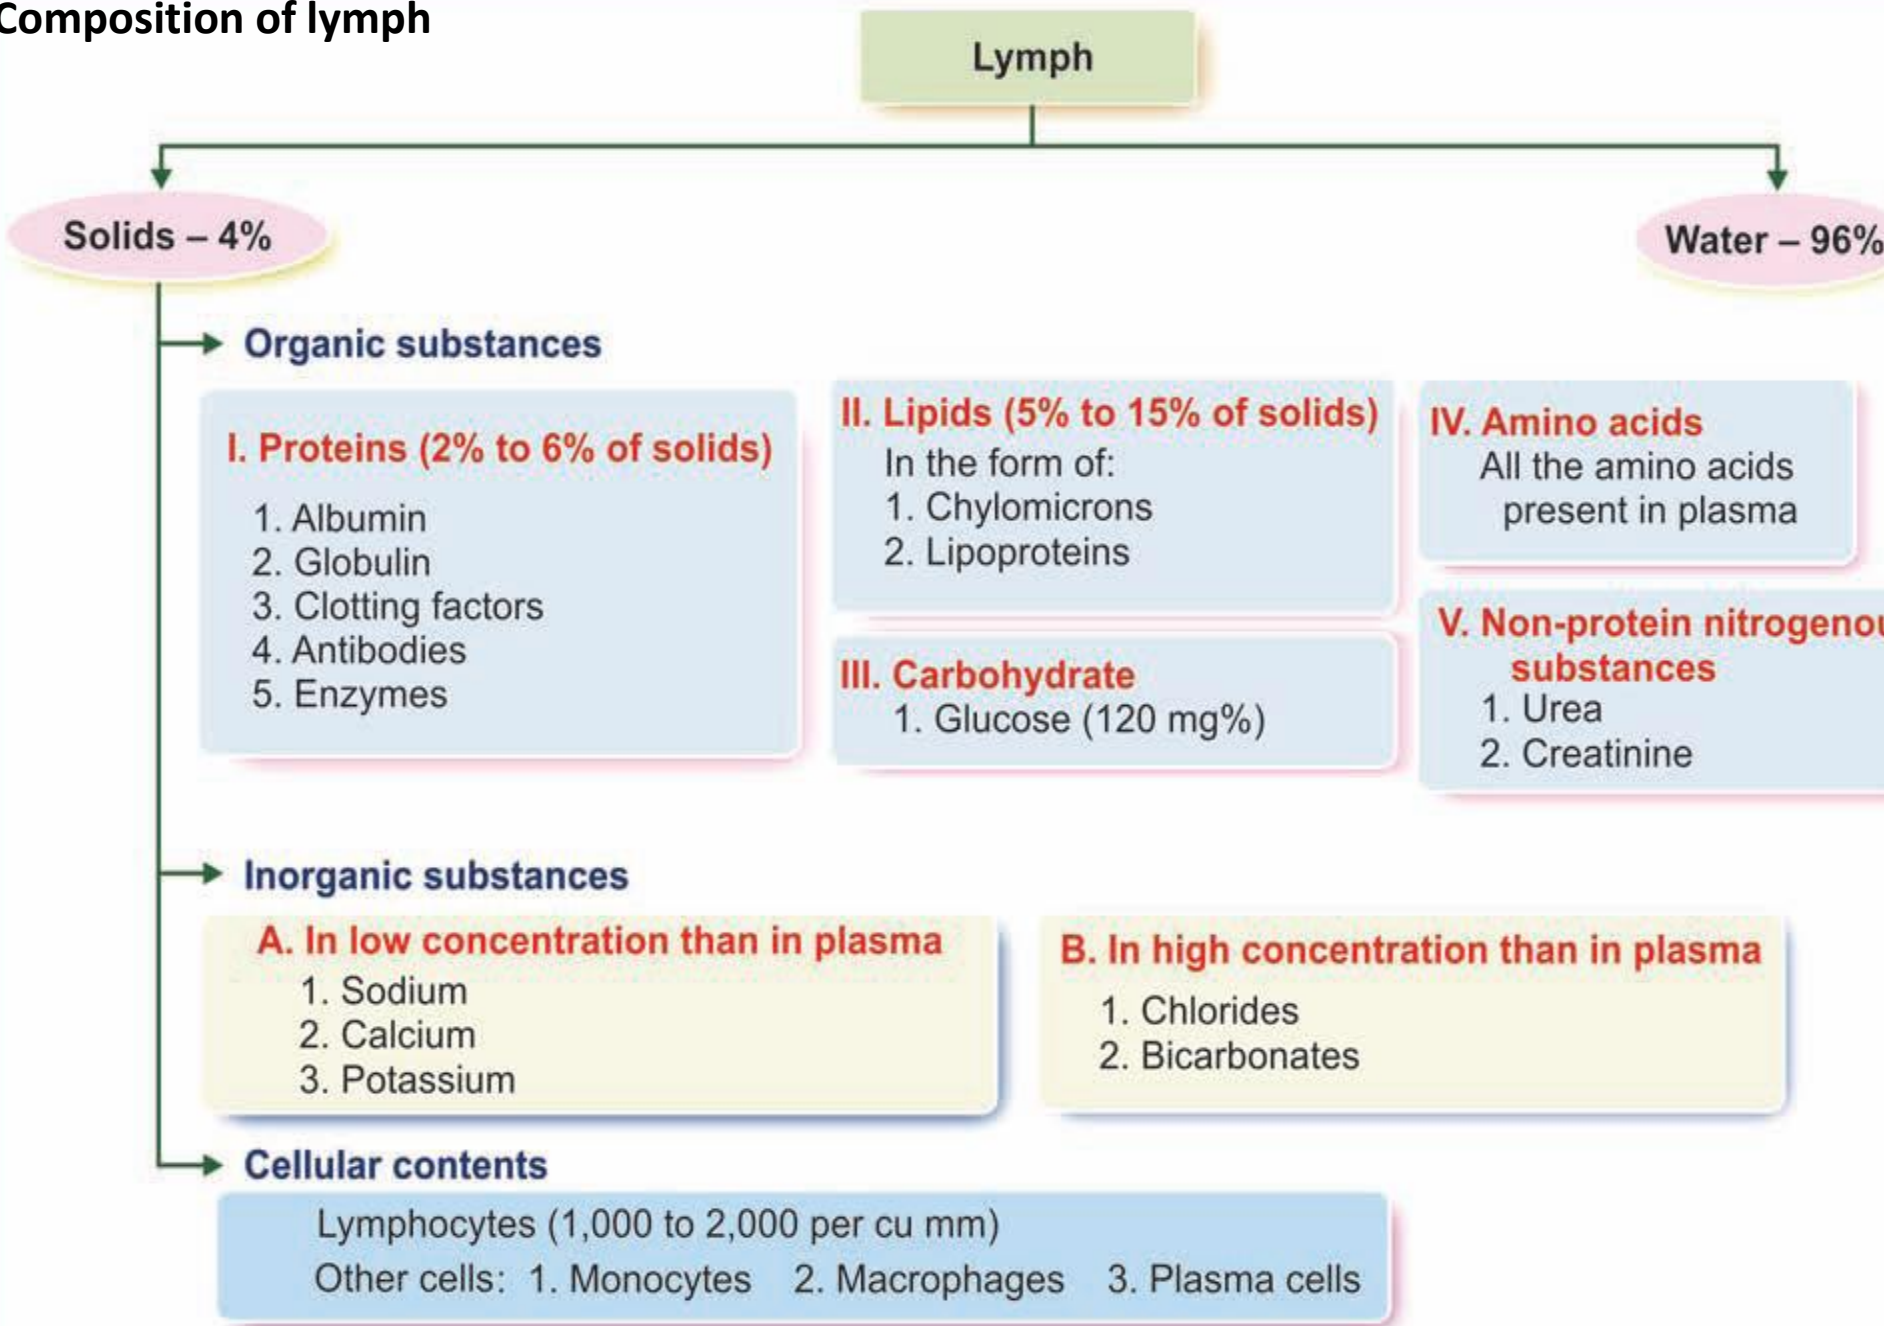 Composition of lymph
Lymph
Solids – 4%
Water – 96%
Organic substances
I. Proteins (2% to 6% of solids)
1. Albumin
2. Globulin
3. Clotting factors
4. Antibodies
5. Enzymes
II. Lipids (5% to 15% of solids)
In the form of:
1. Chylomicrons
2. Lipoproteins
III. Carbohydrate
1. Glucose (120 mg%)
IV. Amino acids
All the amino acids
present in plasma
V. Non-protein nitrogenou
substances
1. Urea
2. Creatinine
Inorganic substances
A. In low concentration than in plasma
1. Sodium
2. Calcium
3. Potassium
B. In high concentration than in plasma
1. Chlorides
2. Bicarbonates
Cellular contents
Lymphocytes (1,000 to 2,000 per cu mm)
Other cells: 1. Monocytes 2. Macrophages 3. Plasma cells